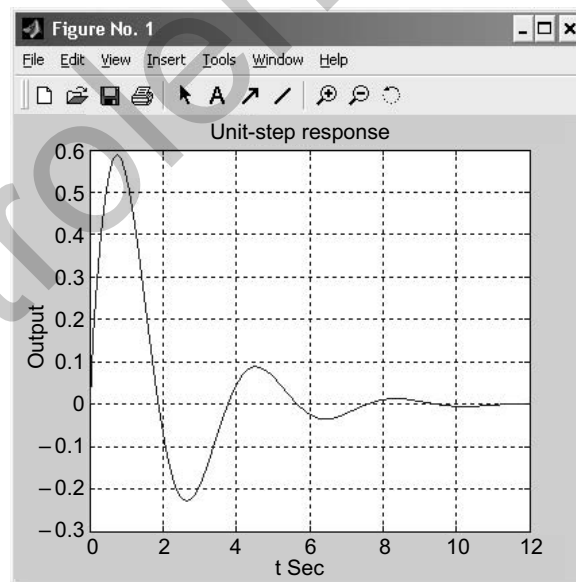 Figure No. 1
File Edit View Insert Tools Window Help
A
Unit-step response
0.6
0.5
0.4
0.3
0.2
0.1
0
−0.1
−0.2
−0.3
Output
0 2 4 6 8 10 12
t Sec